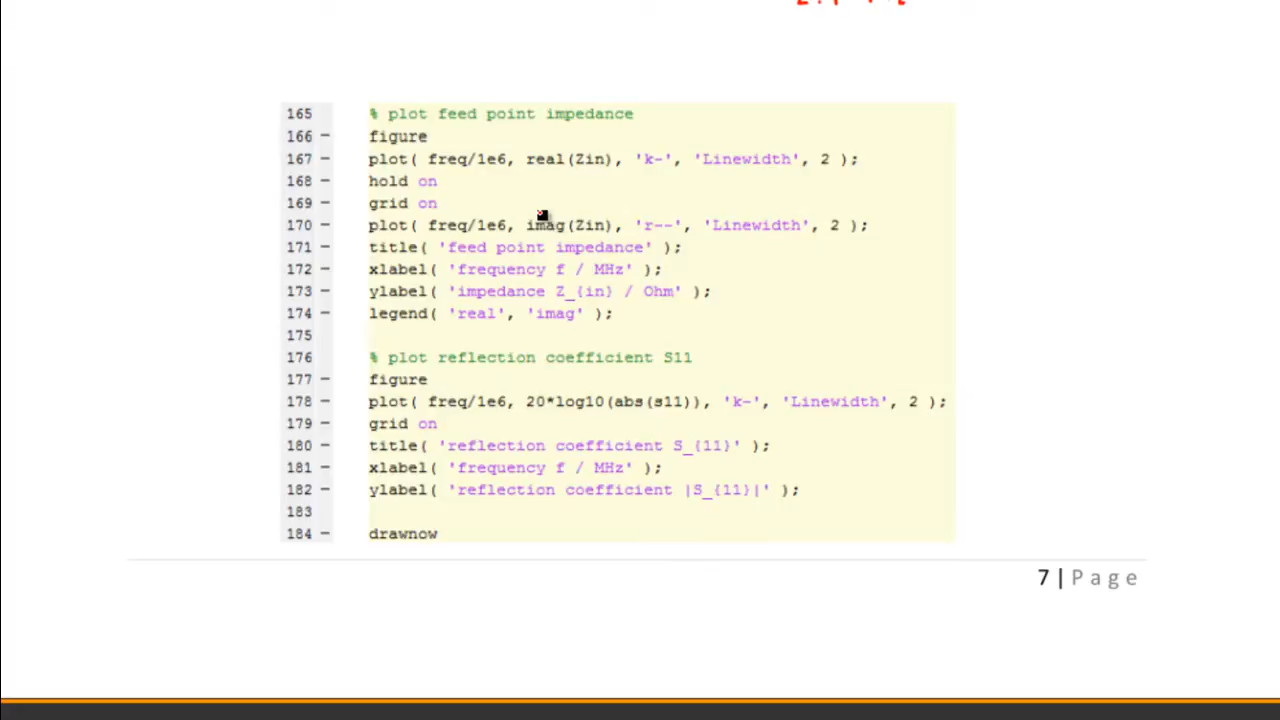 165 % plot feed point impedance
166 - figure
167 - plot( freq/1e6, real(Zin), 'k-', 'Linewidth', 2 );
168 - hold on
169 - grid on
170 - plot( freq/1e6, imag(Zin), 'r--', 'Linewidth', 2 );
171 - title( 'feed point impedance' );
172 - xlabel( 'frequency f / MHz' );
173 - ylabel( 'impedance Z_{in} / Ohm' );
174 - legend( 'real', 'imag' );
175
176 % plot reflection coefficient S11
177 - figure
178 - plot( freq/1e6, 20*log10(abs(s11)), 'k-', 'Linewidth', 2 );
179 - grid on
180 - title( 'reflection coefficient S_{11}' );
181 - xlabel( 'frequency f / MHz' );
182 - ylabel( 'reflection coefficient |S_{11}|' );
183
184 - drawnow
7 | Page